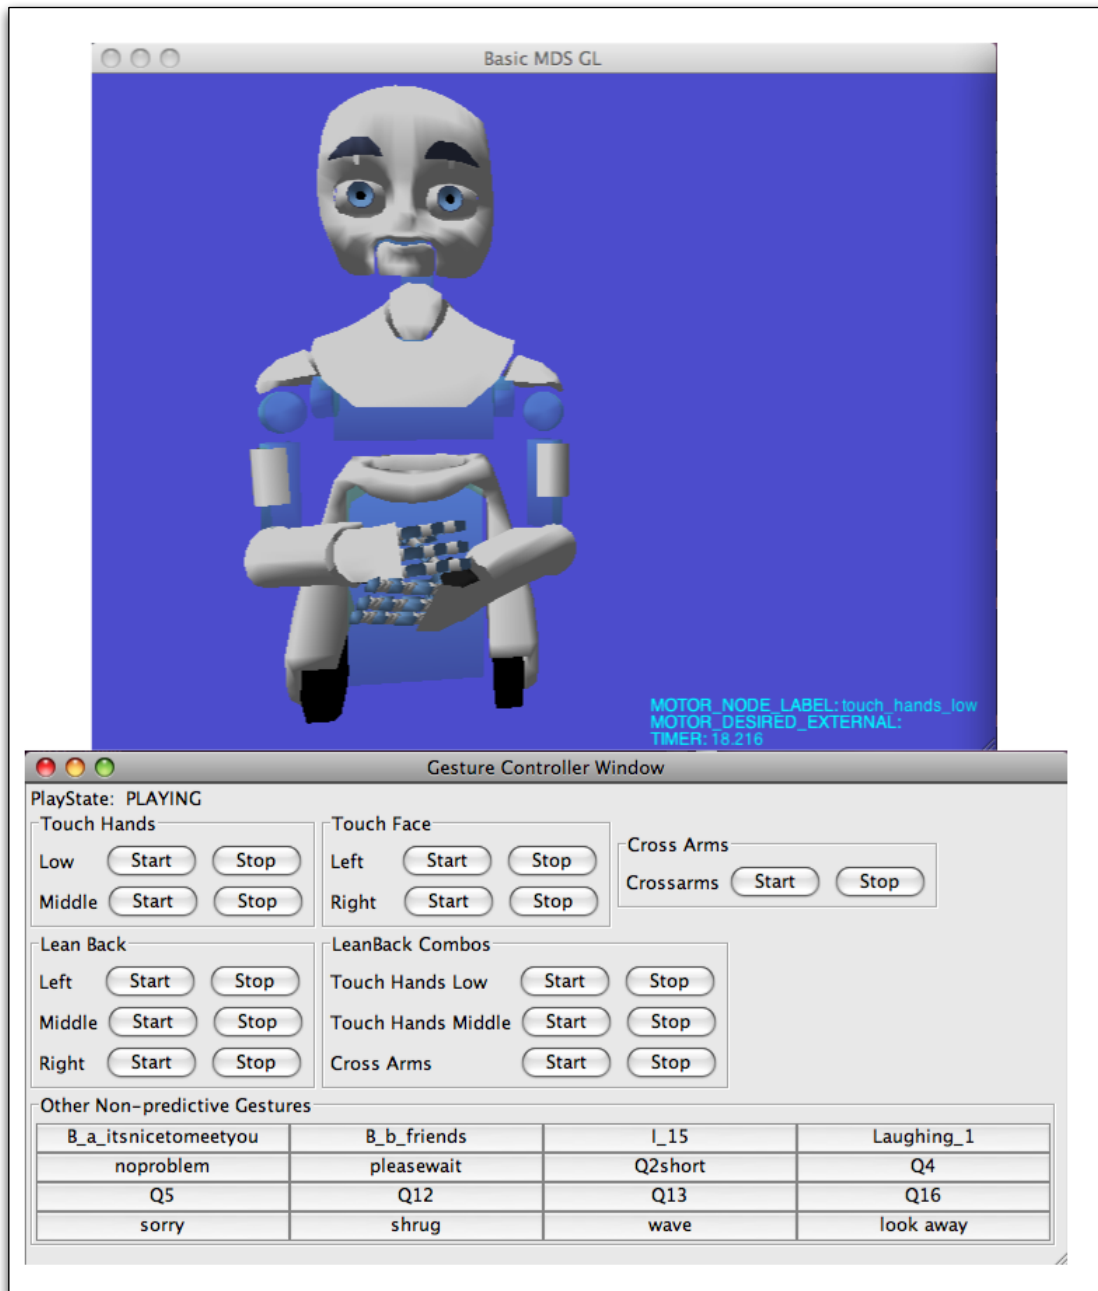 Basic MDS GL
MOTOR_NODE_LABEL: touch_hands_low
MOTOR_DESIRED_EXTERNAL:
TIMER: 18.216
Gesture Controller Window
PlayState: PLAYING
Touch Hands
Low Start Stop
Middle Start Stop
Touch Face
Left Start Stop
Right Start Stop
Cross Arms
Crossarms Start Stop
Lean Back
Left Start Stop
Middle Start Stop
Right Start Stop
LeanBack Combos
Touch Hands Low Start Stop
Touch Hands Middle Start Stop
Cross Arms Start Stop
Other Non-predictive Gestures
B_a_itsnicetomeetyou B_b_friends I_15 Laughing_1
noproblem pleasewait Q2short Q4
Q5 Q12 Q13 Q16
sorry shrug wave look away